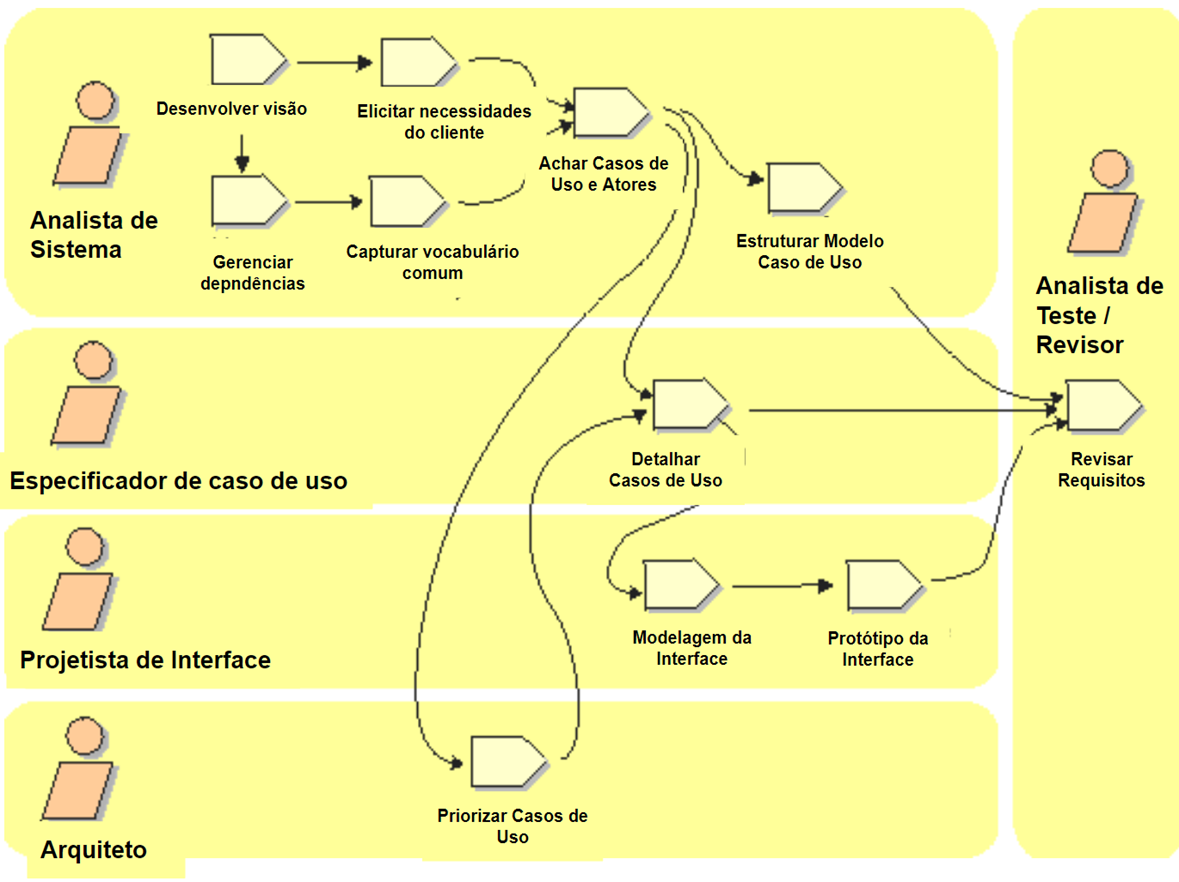 Desenvolver visão
Elicitar necessidades
do cliente
Achar Casos de
Uso e Atores
Analista de
Sistema
Gerenciar
depndências
Capturar vocabulário
comum
Estruturar Modelo
Caso de Uso
Analista de
Teste /
Revisor
Especificador de caso de uso
Detalhar
Casos de Uso
Revisar
Requisitos
Projetista de Interface
Modelagem da
Interface
Protótipo da
Interface
Arquiteto
Priorizar Casos de
Uso